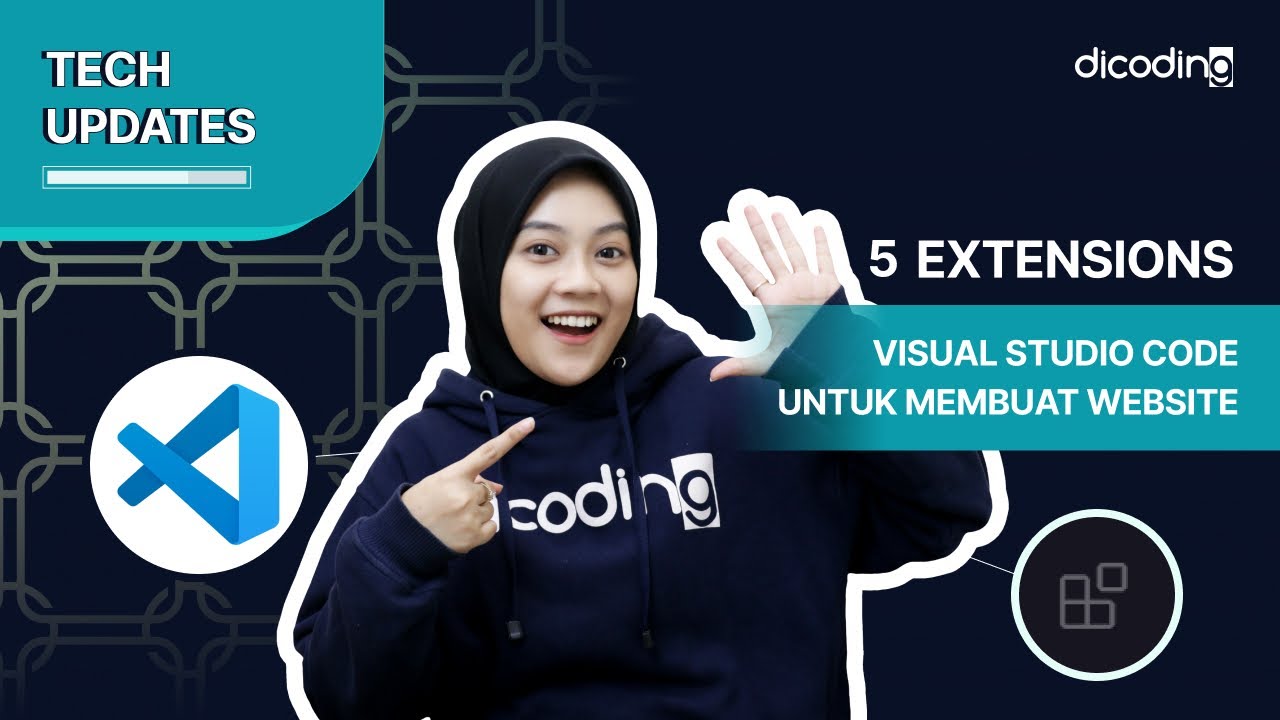 TECH
UPDATES
dicoding
5 EXTENSIONS
VISUAL STUDIO CODE
UNTUK MEMBUAT WEBSITE
dicoding